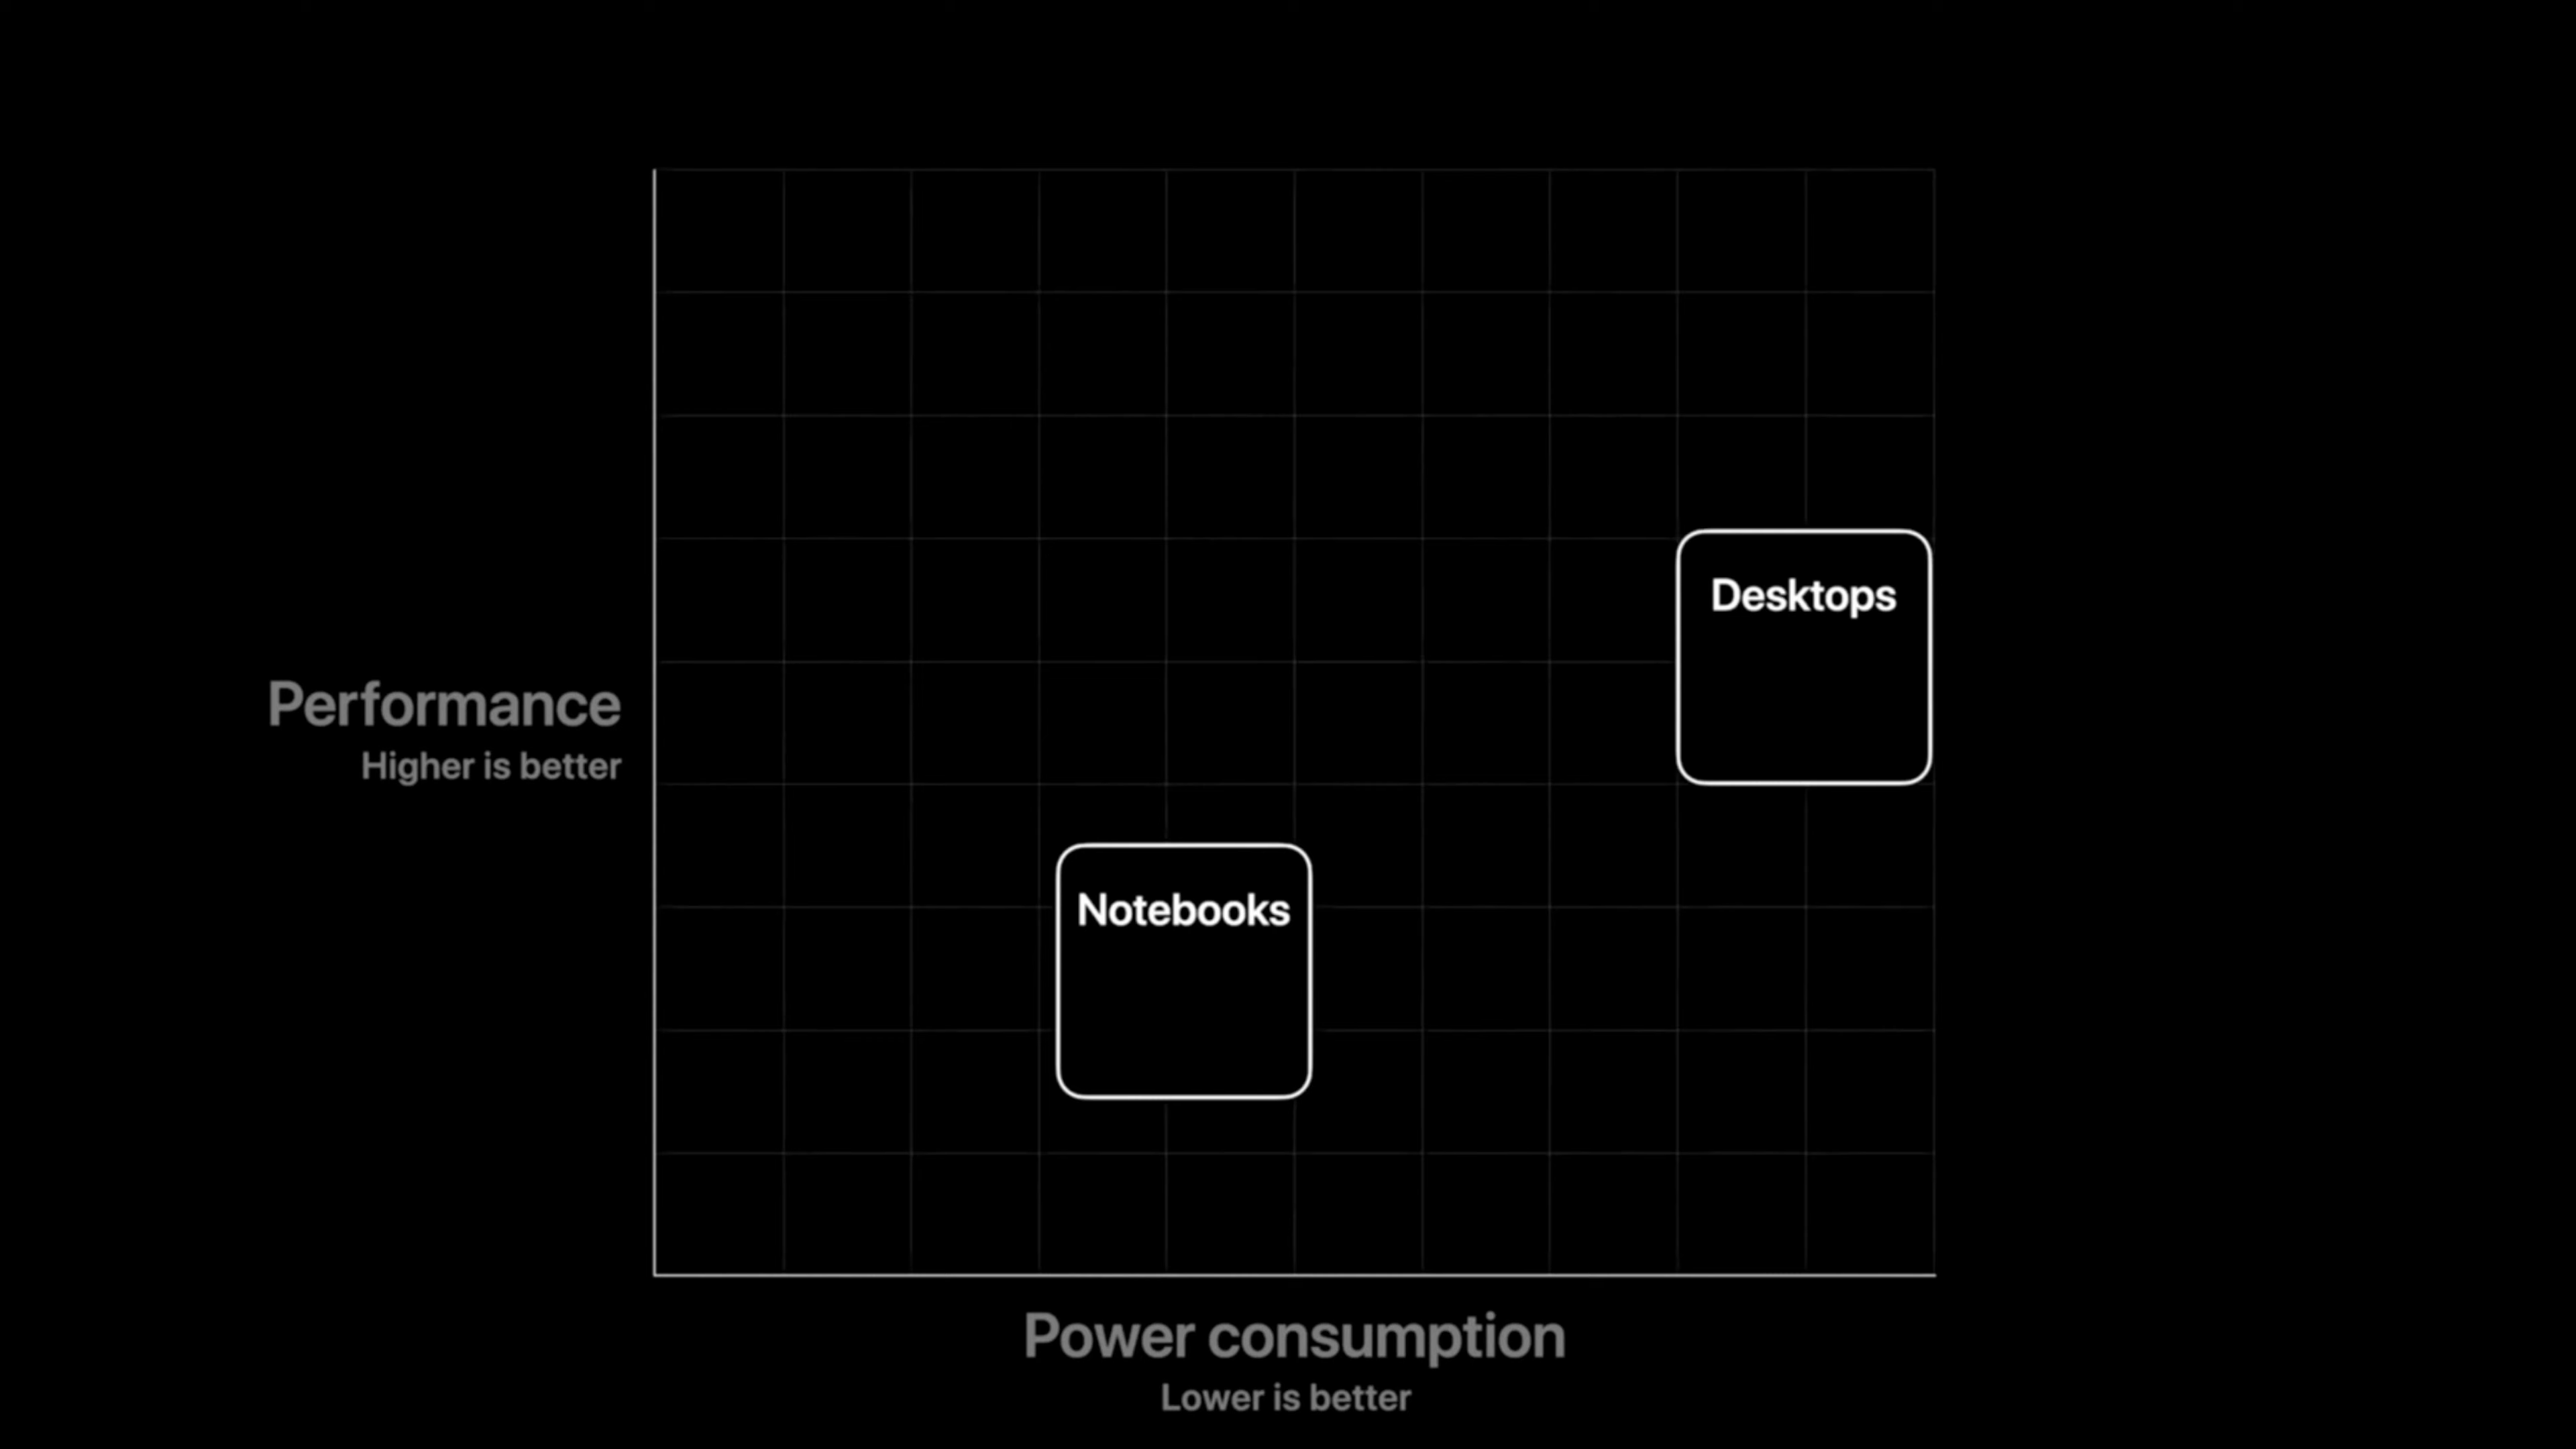 Desktops
Performance
Higher is better
Notebooks
Power consumption
Lower is better